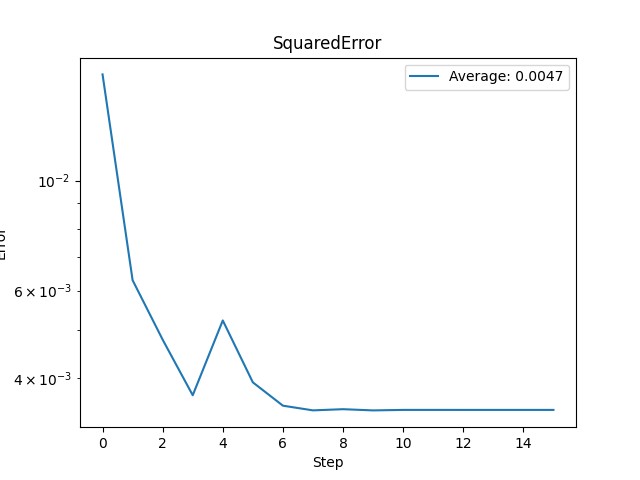 SquaredError
Average: 0.0047
Error
10⁻²
6 × 10⁻³
4 × 10⁻³
0 2 4 6 8 10 12 14
Step